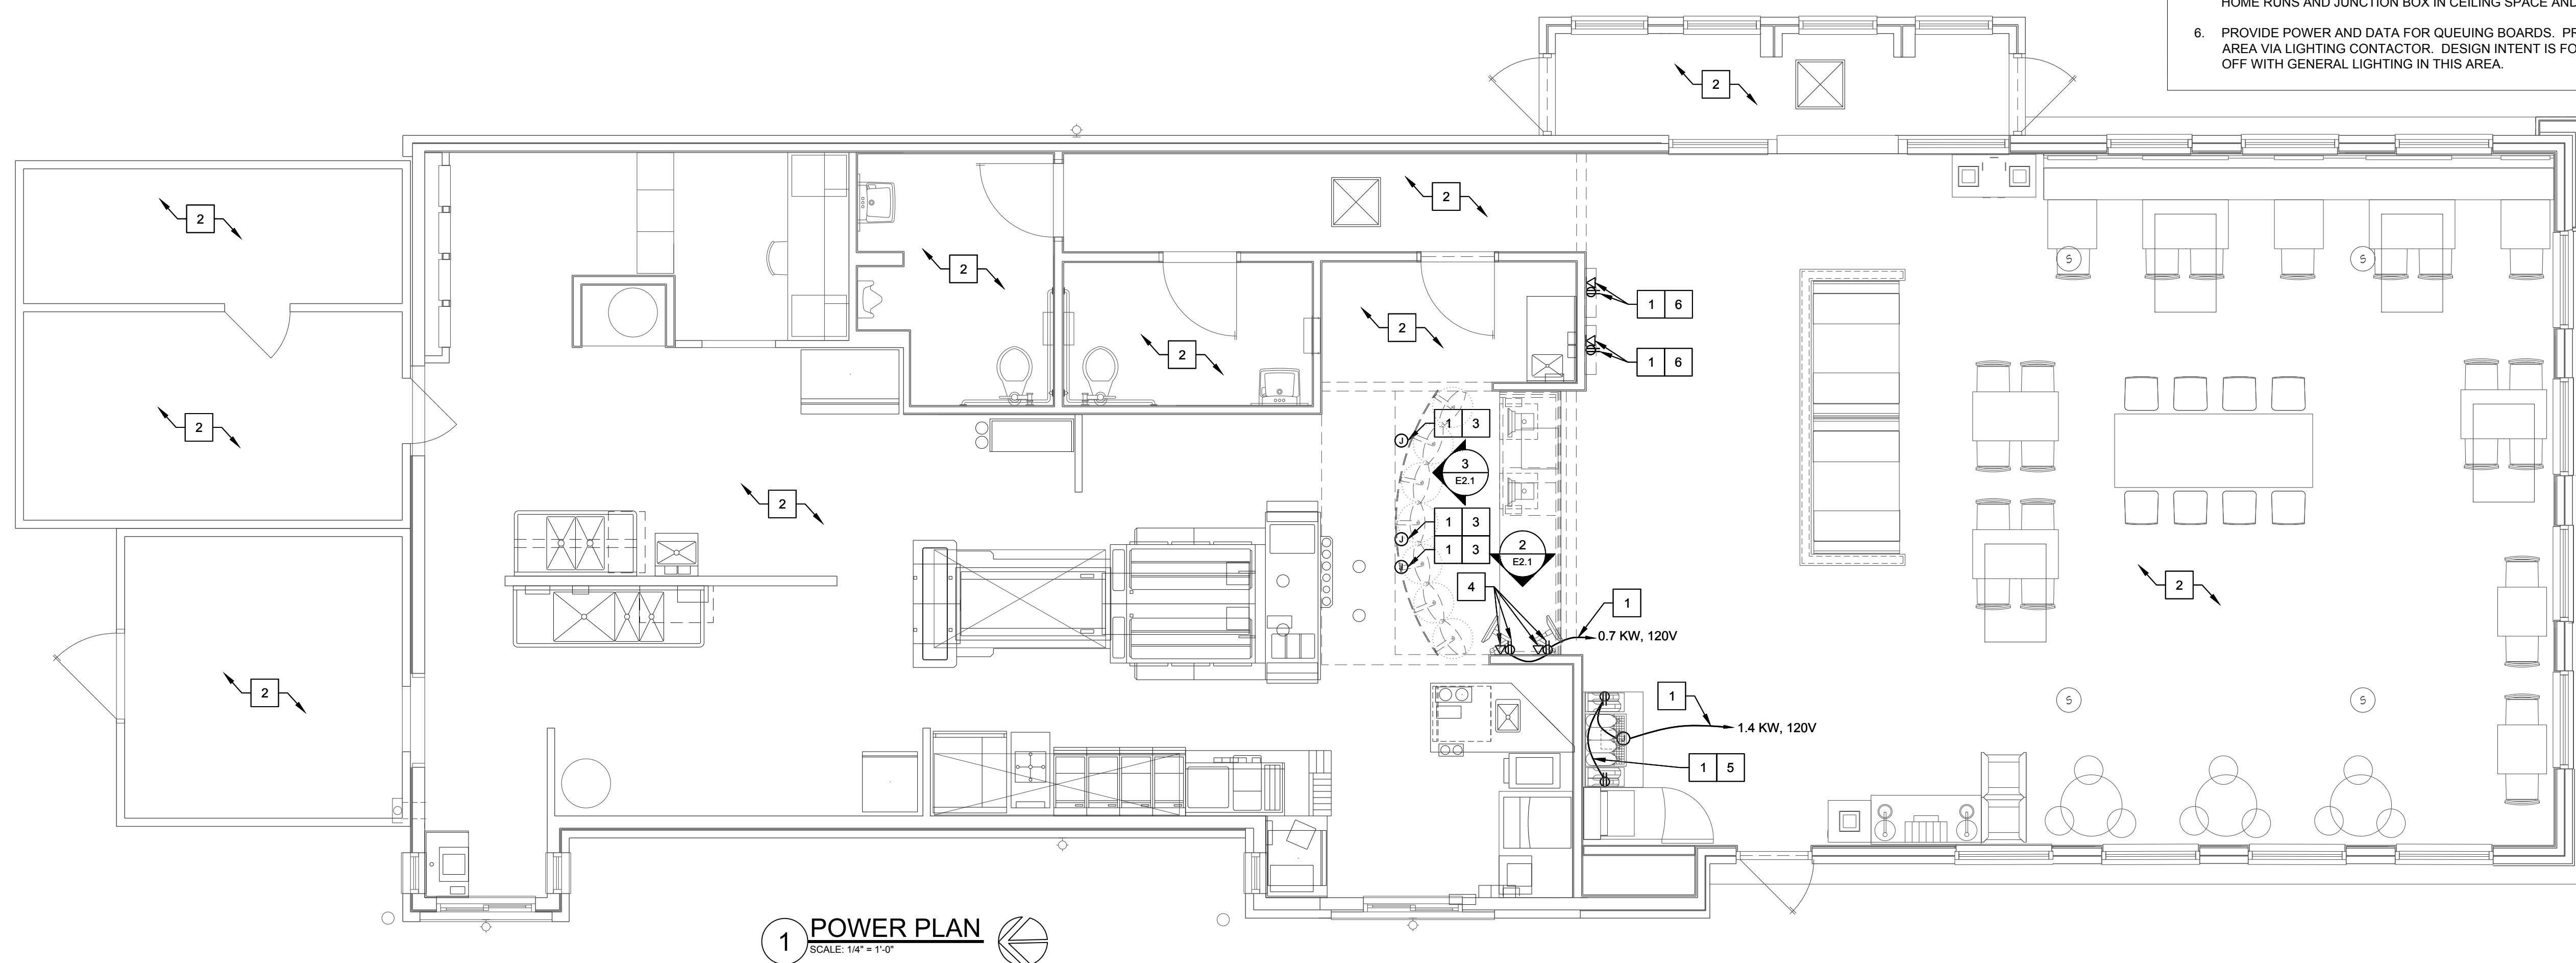 HOME RUNS AND JUNCTION BOX IN CEILING SPACE AND
6. PROVIDE POWER AND DATA FOR QUEUING BOARDS. PR
AREA VIA LIGHTING CONTACTOR. DESIGN INTENT IS FO
OFF WITH GENERAL LIGHTING IN THIS AREA.
2
2
2
2
S
S
2
1 6
2
2
1 6
1 3
J
2
3
E2.1
2
1 3
J
1 3
2
E2.1
4
2
1
0.7 KW, 120V
2
1
S
S
1.4 KW, 120V
J
1 5
1
POWER PLAN
SCALE: 1/4" = 1'-0"